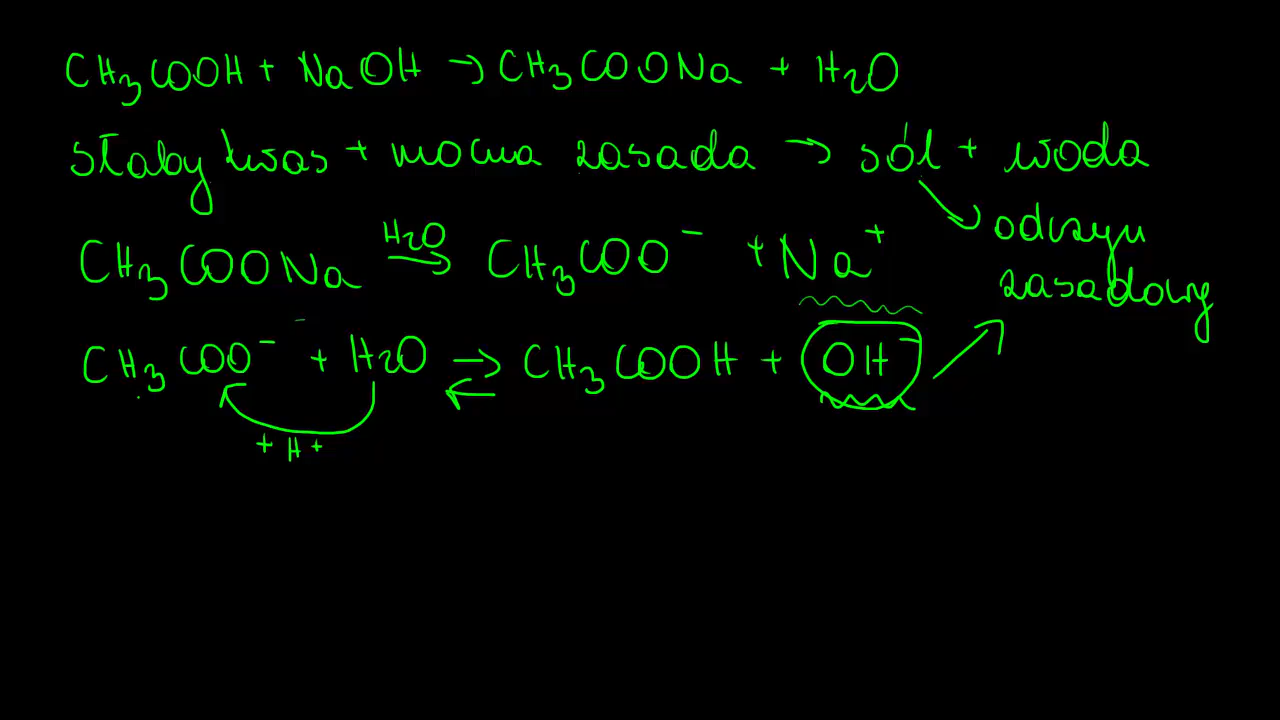 CH3COOH + NaOH → CH3COONa + H2O
słaby kwas + mocna zasada → sól + woda
odczyn
zasadowy
CH3COONa H2O→ CH3COO⁻ + Na⁺
CH3COO⁻ + H2O ⇄ CH3COOH + OH⁻
+ H+